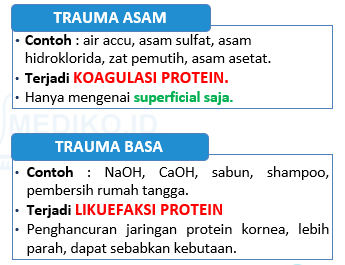 TRAUMA ASAM
• Contoh : air accu, asam sulfat, asam
hidroklorida, zat pemutih, asam asetat.
• Terjadi KOAGULASI PROTEIN.
• Hanya mengenai superficial saja.
MEDIKO.ID
TRAUMA BASA
• Contoh : NaOH, CaOH, sabun, shampoo,
pembersih rumah tangga.
• Terjadi LIKUEFAKSI PROTEIN
• Penghancuran jaringan protein kornea, lebih
parah, dapat sebabkan kebutaan.